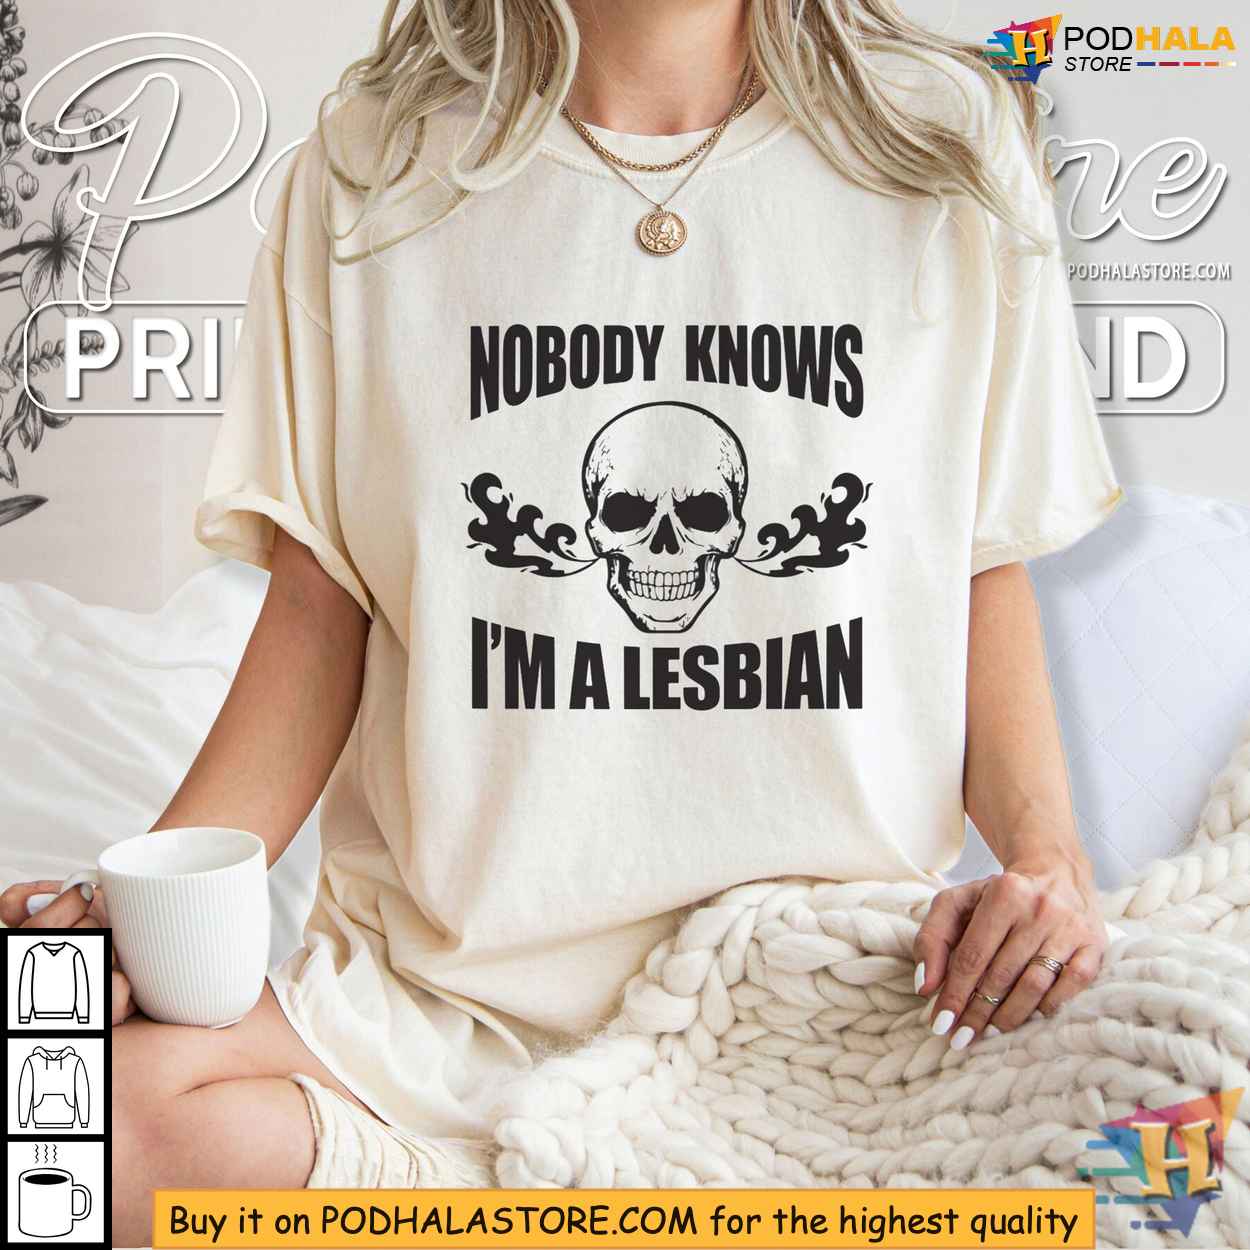 PODHALA
STORE
PODHALASTORE.COM
NOBODY KNOWS
I'M A LESBIAN
Buy it on PODHALASTORE.COM for the highest quality